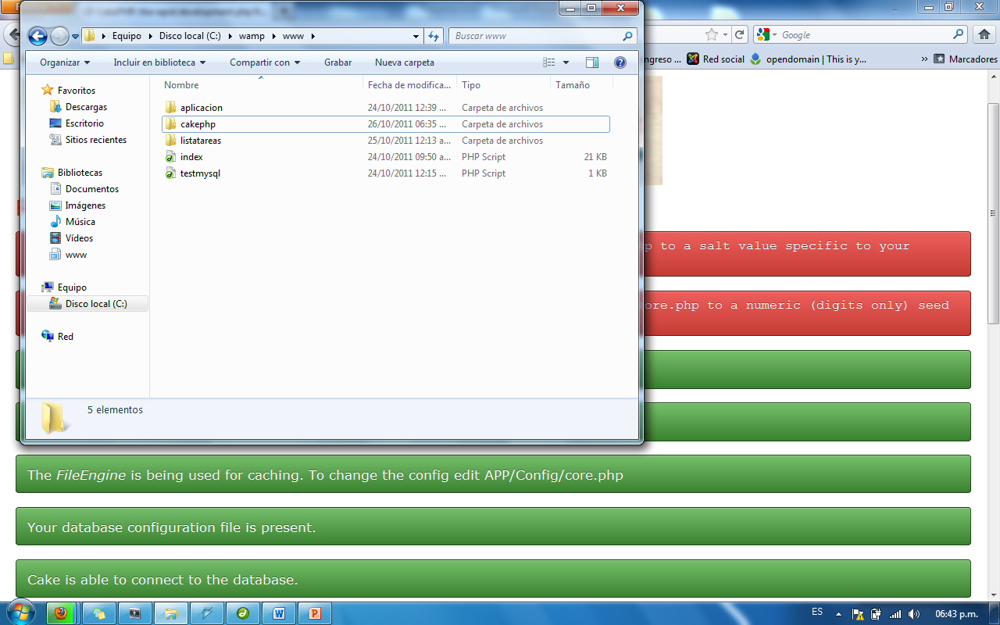 Equipo
Disco local (C:)
wamp
www
Buscar www
Google
Organizar
Incluir en biblioteca
Compartir con
Grabar
Nueva carpeta
ngreso ...
Red social
opendomain | This is y...
»
Marcadores
Nombre
Fecha de modifica...
Tipo
Tamaño
Favoritos
Descargas
Escritorio
Sitios recientes
Bibliotecas
Documentos
Imágenes
Música
Vídeos
www
Equipo
Disco local (C:)
Red
aplicacion 24/10/2011 12:39 ... Carpeta de archivos
cakephp 26/10/2011 06:35 ... Carpeta de archivos
listatareas 25/10/2011 12:13 a... Carpeta de archivos
index 24/10/2011 09:50 a... PHP Script 21 KB
testmysql 24/10/2011 12:15 ... PHP Script 1 KB
5 elementos
p to a salt value specific to your
ore.php to a numeric (digits only) seed
The FileEngine is being used for caching. To change the config edit APP/Config/core.php
Your database configuration file is present.
Cake is able to connect to the database.
ES
06:43 p.m.